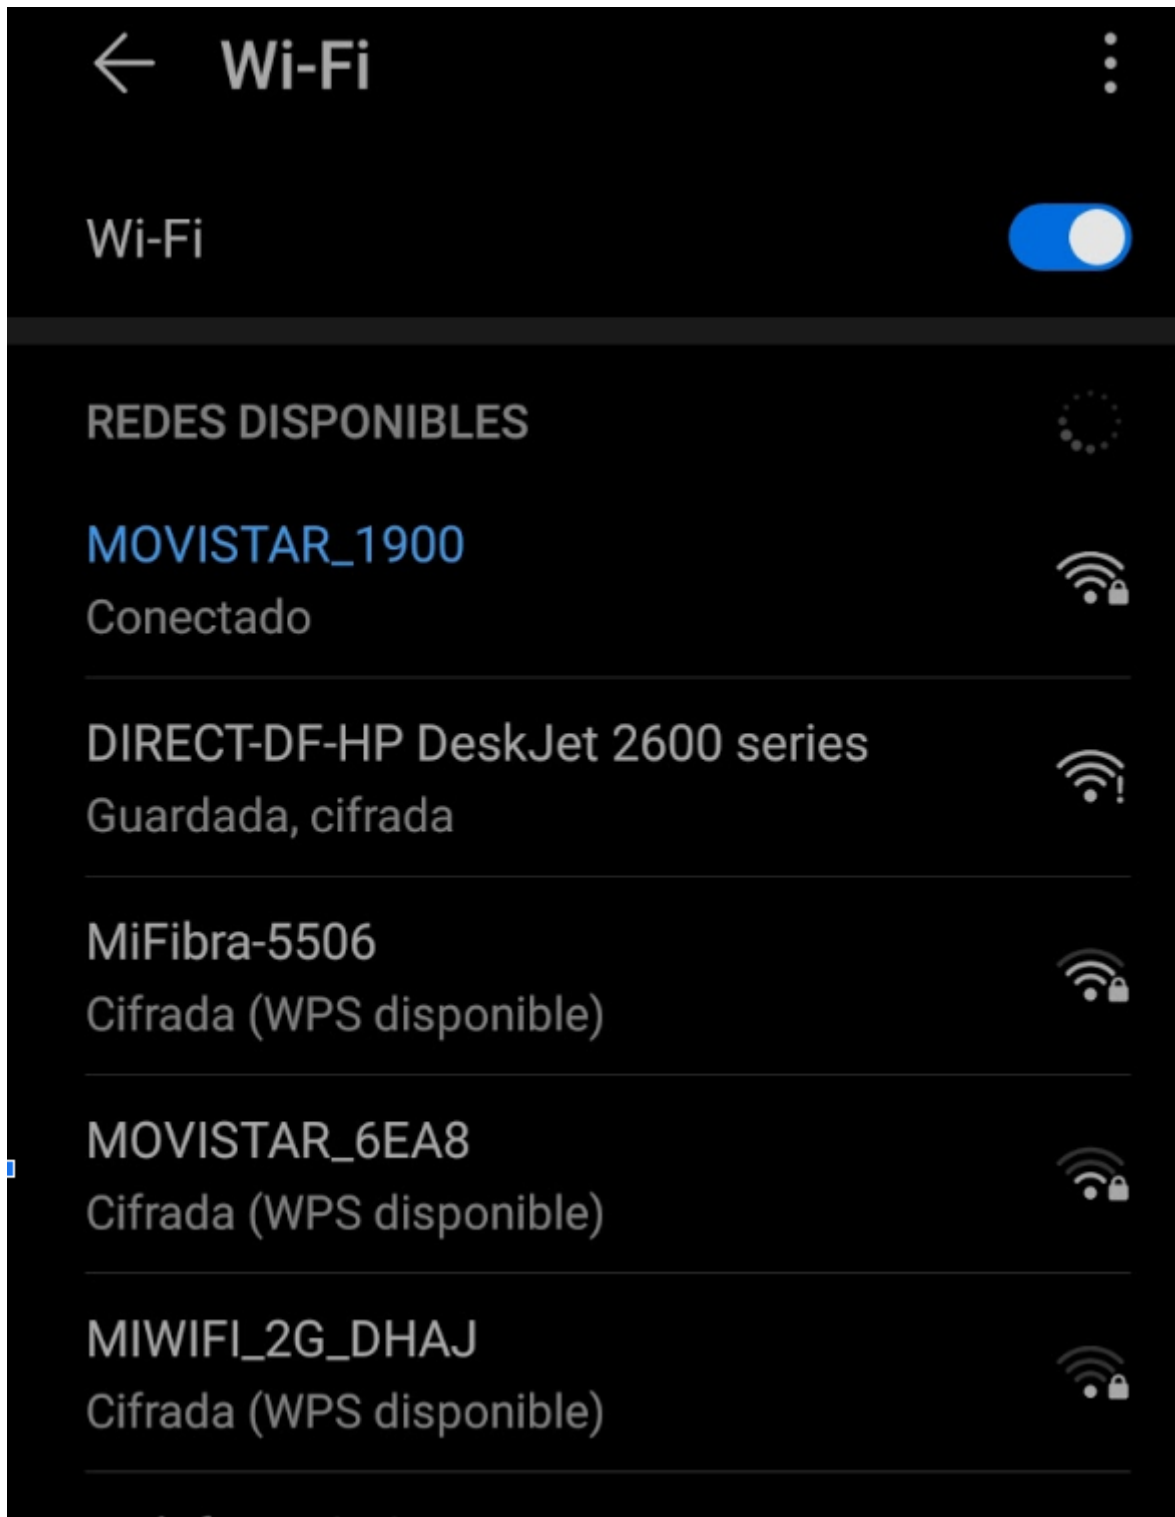 Wi-Fi
Wi-Fi
REDES DISPONIBLES
MOVISTAR_1900
Conectado
DIRECT-DF-HP DeskJet 2600 series
Guardada, cifrada
MiFibra-5506
Cifrada (WPS disponible)
MOVISTAR_6EA8
Cifrada (WPS disponible)
MIWIFI_2G_DHAJ
Cifrada (WPS disponible)